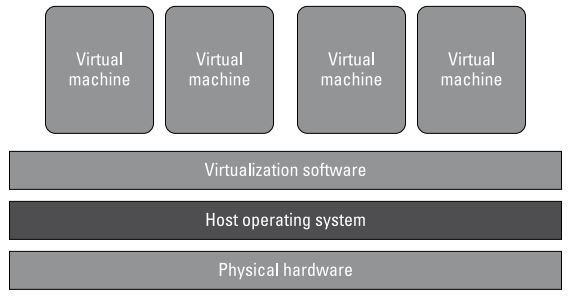 Virtual
machine
Virtual
machine
Virtual
machine
Virtual
machine
Virtualization software
Host operating system
Physical hardware